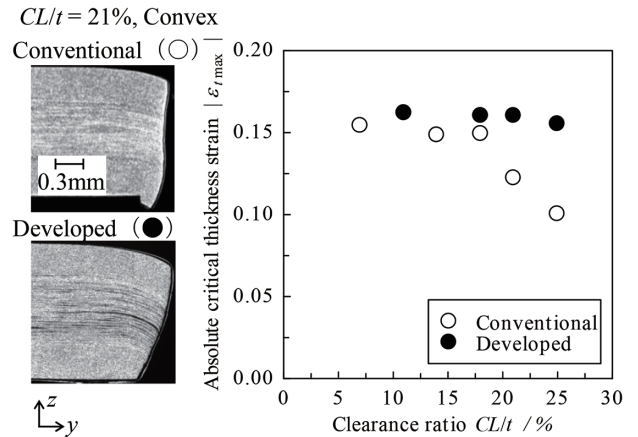 CL/t = 21%, Convex
Conventional (○)
0.3mm
Developed (●)
z
y
Absolute critical thickness strain | εt max |
0.20
0.15
0.10
0.05
0.00
○ Conventional
● Developed
0 5 10 15 20 25 30
Clearance ratio CL/t / %